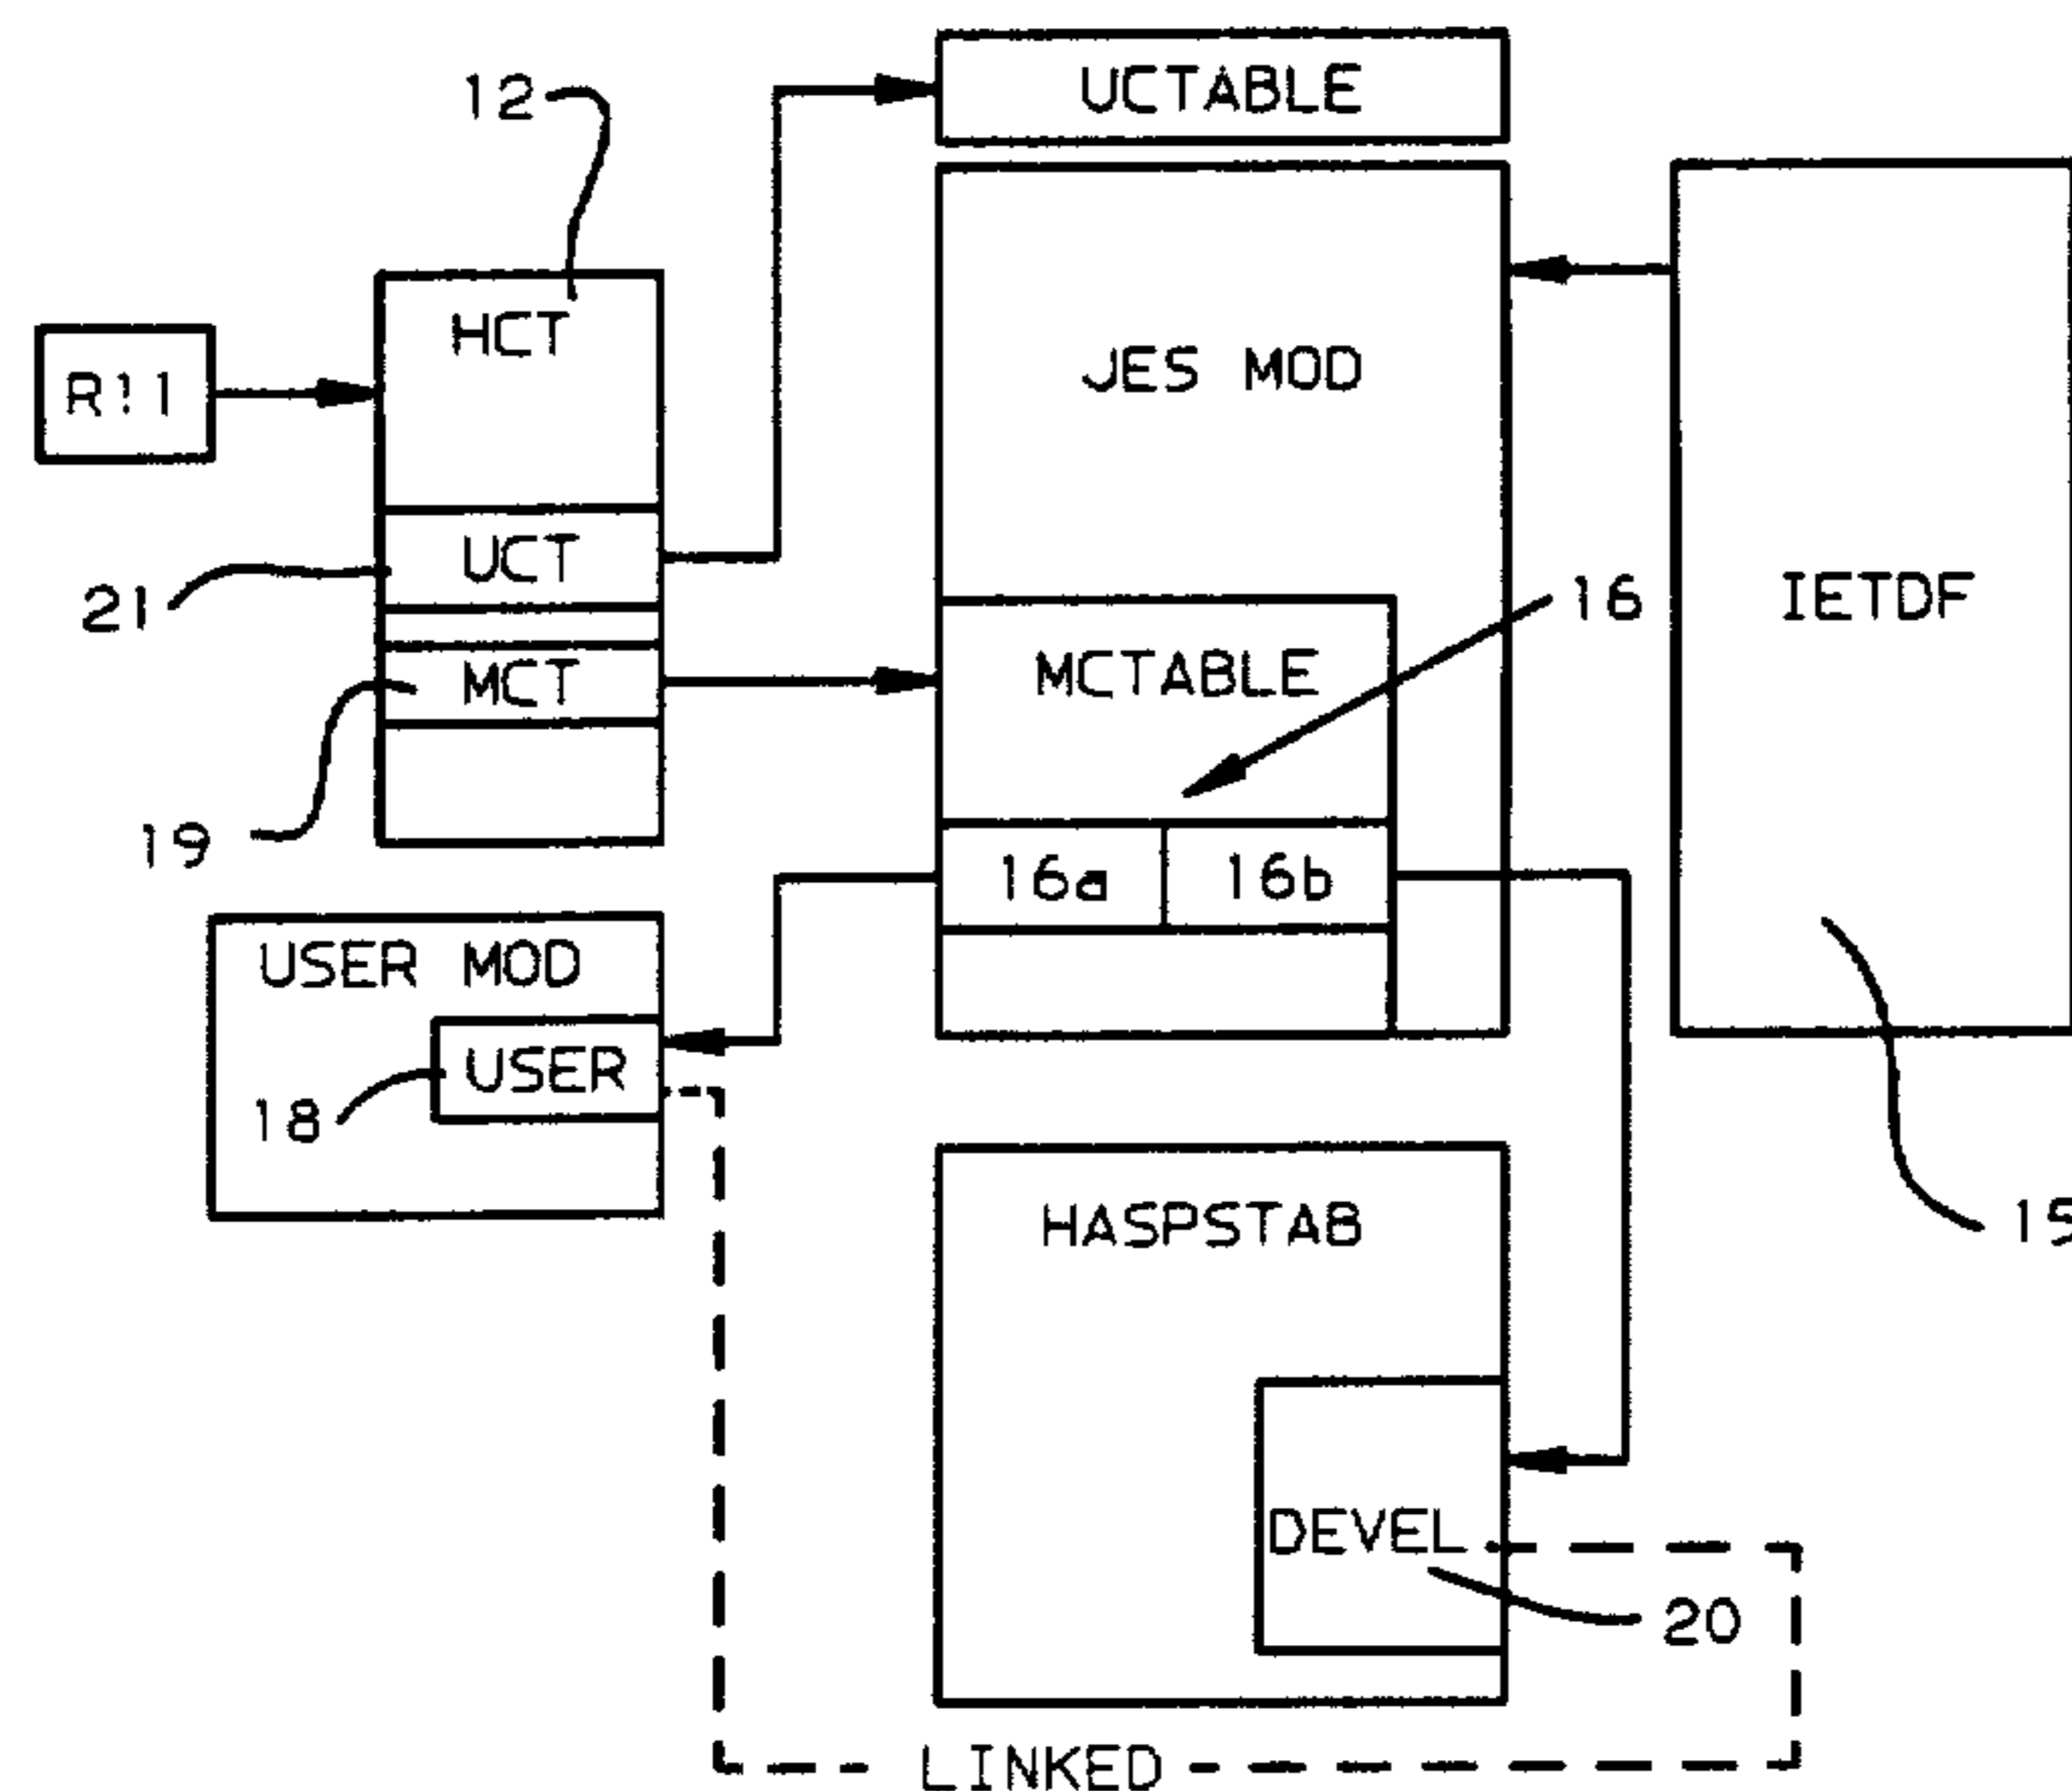 UCTABLE
12
HCT
R!1
JES MOD
UCT
21
IETDF
16
MCTABLE
MCT
19
16a
16b
USER MOD
USER
18
HASPSTAB
15
DEVEL
20
LINKED